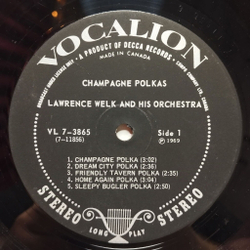 VOCALION
A PRODUCT OF DECCA RECORDS
MADE IN CANADA
CHAMPAGNE POLKAS
LAWRENCE WELK AND HIS ORCHESTRA
VL 7-3865
(7-11856)
Side 1
℗ 1969
1. CHAMPAGNE POLKA (3:02)
2. DREAM CITY POLKA (2:36)
3. FRIENDLY TAVERN POLKA (2:35)
4. HOME AGAIN POLKA (3:04)
5. SLEEPY BUGLER POLKA (2:50)
STEREO
LONG PLAY
STEREO